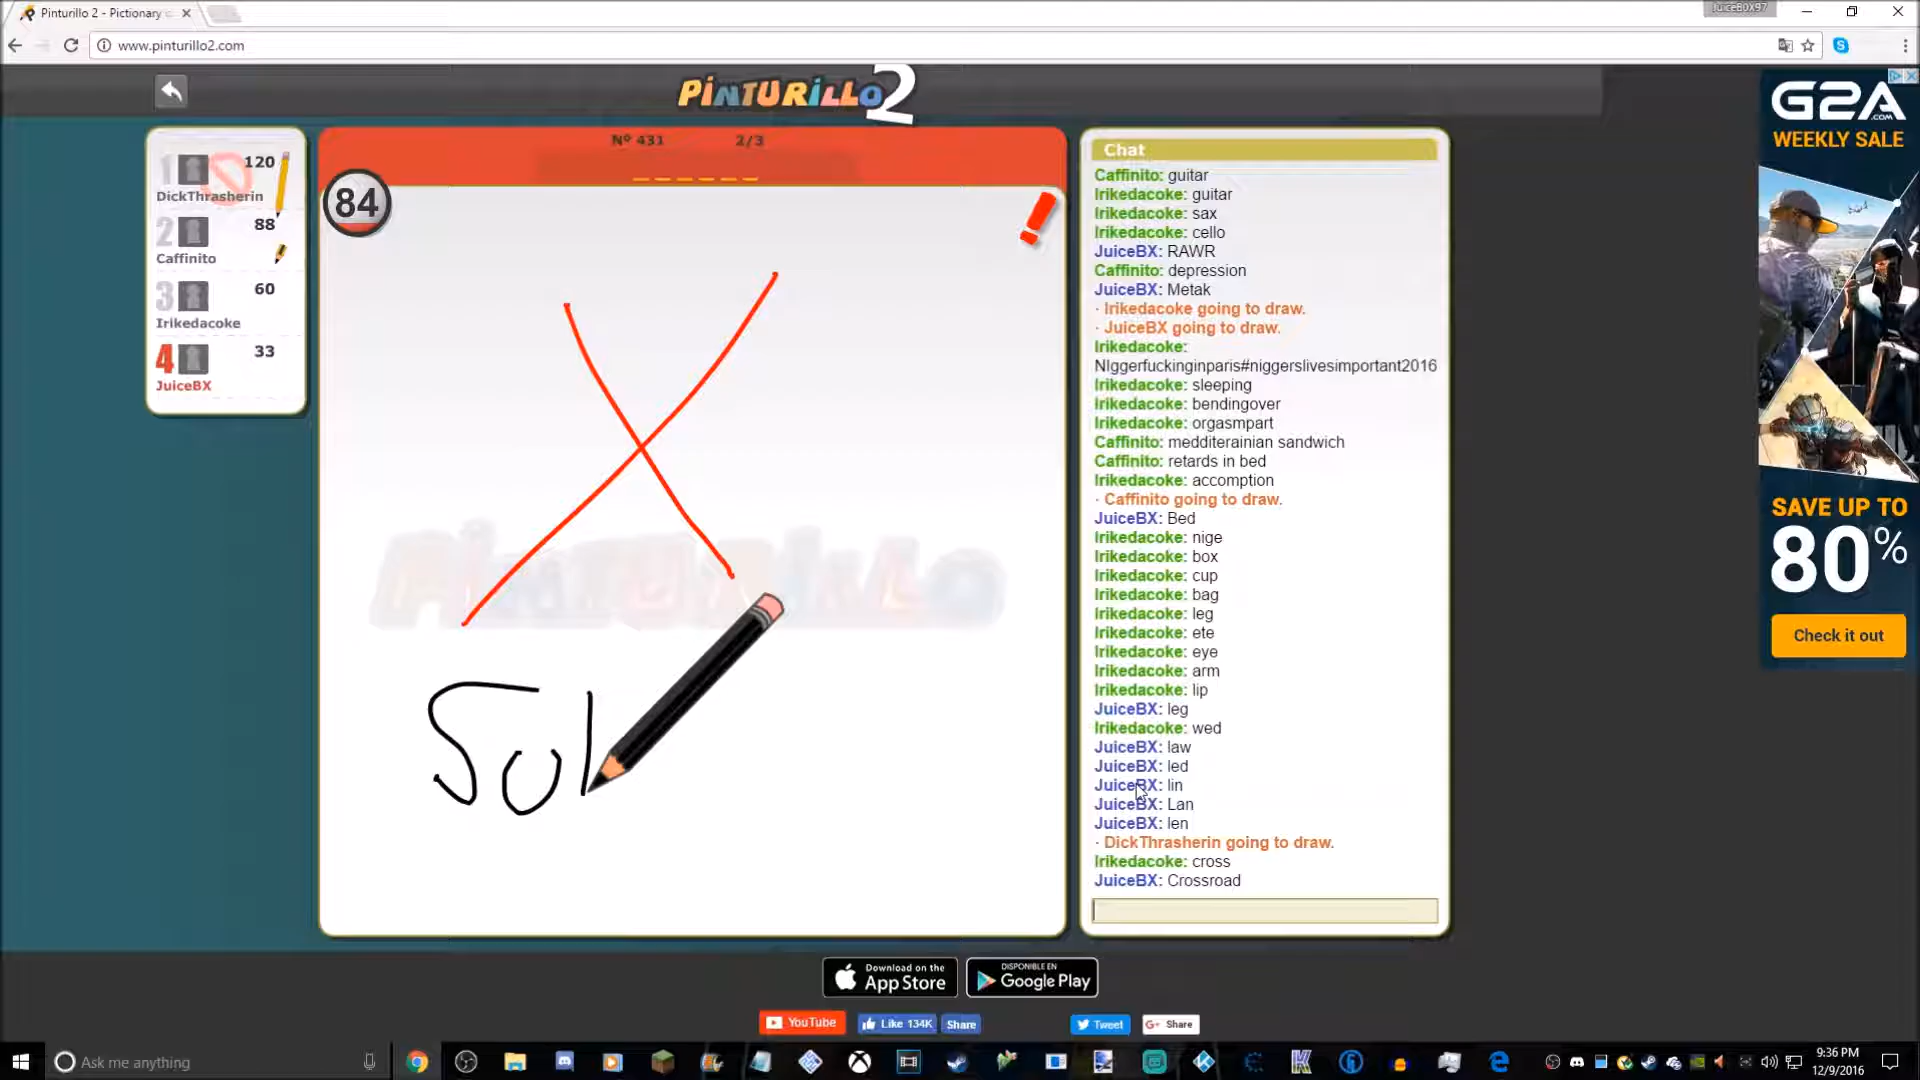 Pinturillo 2 - Pictionary
JuiceB0X97
www.pinturillo2.com
PinTURiLLO 2
Nº 431 2/3
84
1 120
DickThrasherin
2 88
Caffinito
3 60
Irikedacoke
4 33
JuiceBX
PinTURiLLO
Sol
Chat
Caffinito: guitar
Irikedacoke: guitar
Irikedacoke: sax
Irikedacoke: cello
JuiceBX: RAWR
Caffinito: depression
JuiceBX: Metak
· Irikedacoke going to draw.
· JuiceBX going to draw.
Irikedacoke:
NIggerfuckinginparis#niggerslivesimportant2016
Irikedacoke: sleeping
Irikedacoke: bendingover
Irikedacoke: orgasmpart
Caffinito: medditerainian sandwich
Caffinito: retards in bed
Irikedacoke: accomption
· Caffinito going to draw.
JuiceBX: Bed
Irikedacoke: nige
Irikedacoke: box
Irikedacoke: cup
Irikedacoke: bag
Irikedacoke: leg
Irikedacoke: ete
Irikedacoke: eye
Irikedacoke: arm
Irikedacoke: lip
JuiceBX: leg
Irikedacoke: wed
JuiceBX: law
JuiceBX: led
JuiceBX: lin
JuiceBX: Lan
JuiceBX: len
· DickThrasherin going to draw.
Irikedacoke: cross
JuiceBX: Crossroad
G2A
.COM
WEEKLY SALE
SAVE UP TO
80%
Check it out
Download on the
App Store
DISPONIBLE EN
Google Play
YouTube Like 134K Share Tweet G+ Share
Ask me anything
9:36 PM
12/9/2016